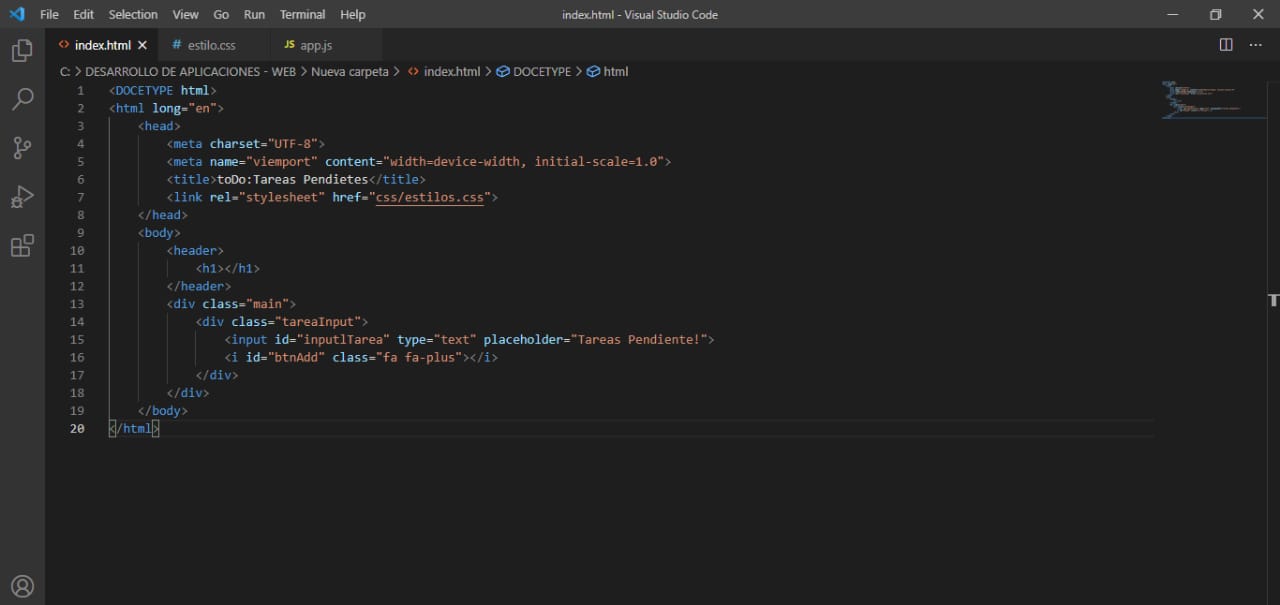 File Edit Selection View Go Run Terminal Help index.html - Visual Studio Code
index.html # estilo.css JS app.js
C: > DESARROLLO DE APLICACIONES - WEB > Nueva carpeta > index.html > DOCETYPE > html
1 <DOCETYPE html>
2 <html long="en">
3 <head>
4 <meta charset="UTF-8">
5 <meta name="viemport" content="width=device-width, initial-scale=1.0">
6 <title>toDo:Tareas Pendietes</title>
7 <link rel="stylesheet" href="css/estilos.css">
8 </head>
9 <body>
10 <header>
11 <h1></h1>
12 </header>
13 <div class="main">
14 <div class="tareaInput">
15 <input id="inputlTarea" type="text" placeholder="Tareas Pendiente!">
16 <i id="btnAdd" class="fa fa-plus"></i>
17 </div>
18 </div>
19 </body>
20 </html>